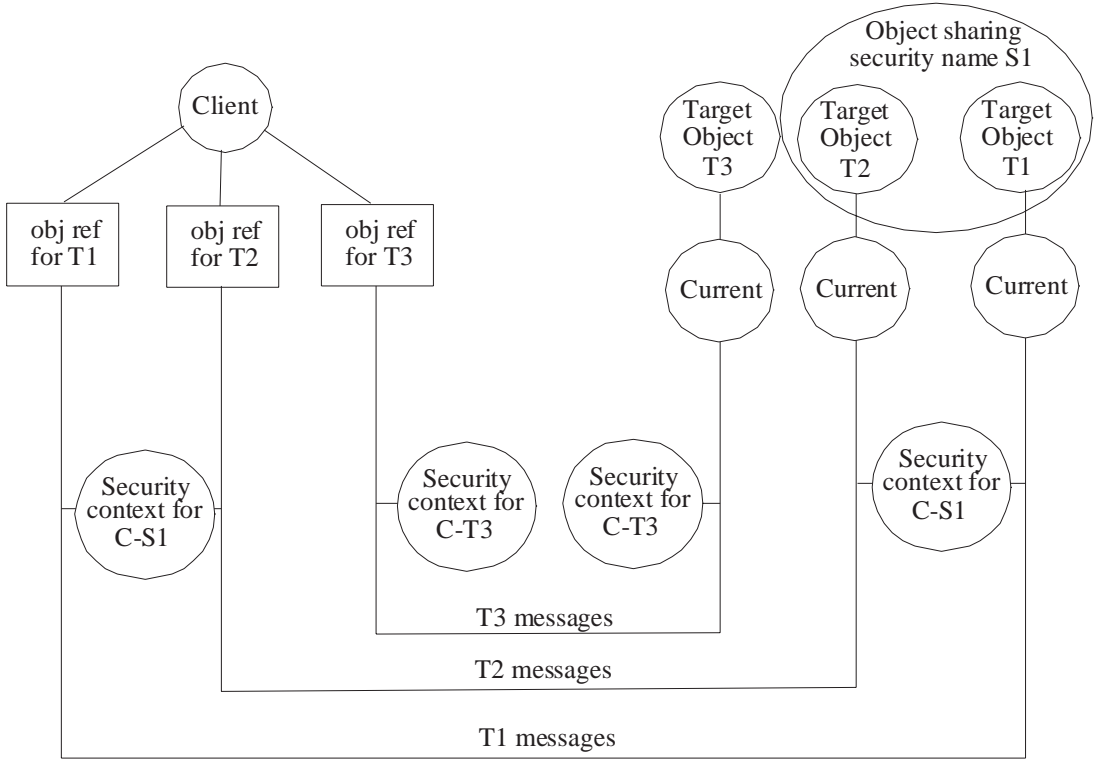 Object sharing
security name S1
Client
Target
Object
T3
Target
Object
T2
Target
Object
T1
obj ref
for T1
obj ref
for T2
obj ref
for T3
Current
Current
Current
Security
context for
C-S1
Security
context for
C-T3
Security
context for
C-T3
Security
context for
C-S1
T3 messages
T2 messages
T1 messages